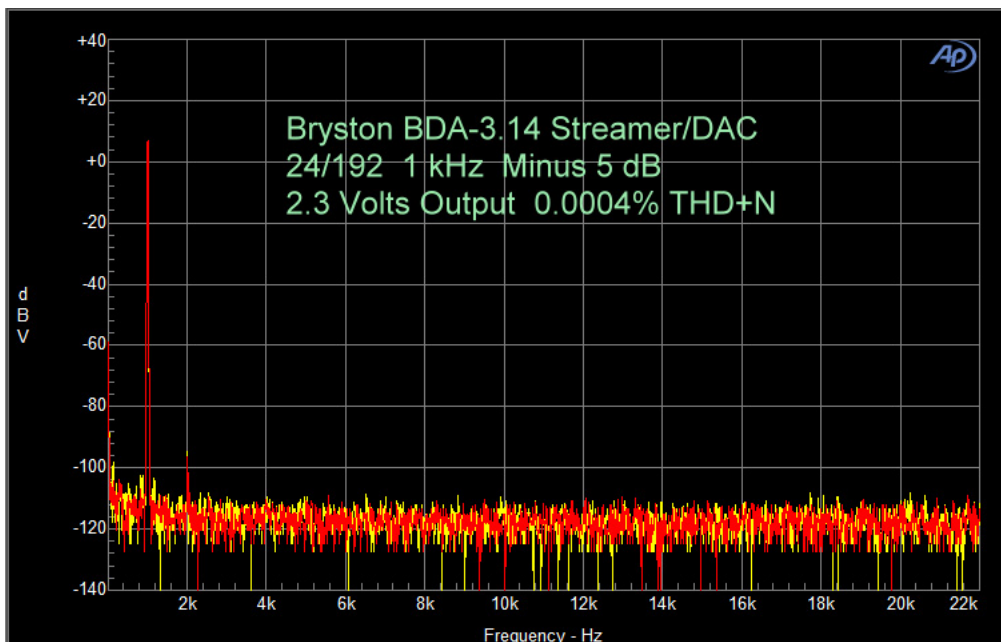 +40
Ap
+20
Bryston BDA-3.14 Streamer/DAC
24/192 1 kHz Minus 5 dB
+0
2.3 Volts Output 0.0004% THD+N
-20
-40
d
B
V
-60
-80
-100
-120
-140
2k 4k 6k 8k 10k 12k 14k 16k 18k 20k 22k
Frequency - Hz